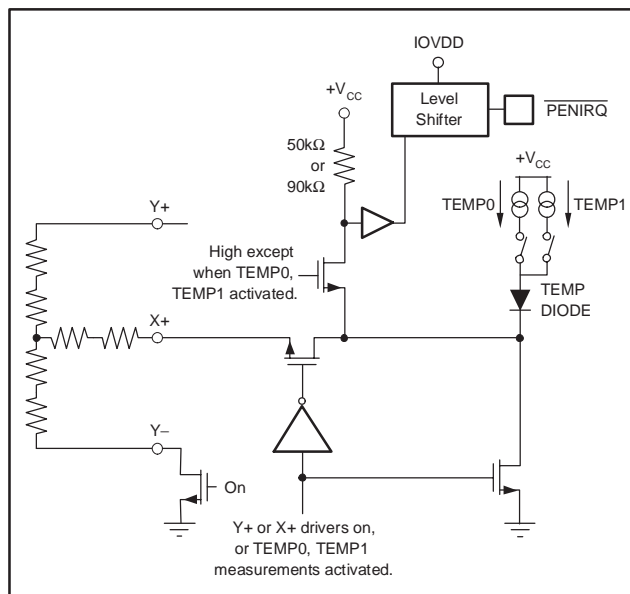 IOVDD
+VCC
Level
Shifter
PENIRQ
50kΩ
or
90kΩ
+VCC
TEMP0
TEMP1
Y+
High except
when TEMP0,
TEMP1 activated.
TEMP
DIODE
X+
Y−
On
Y+ or X+ drivers on,
or TEMP0, TEMP1
measurements activated.